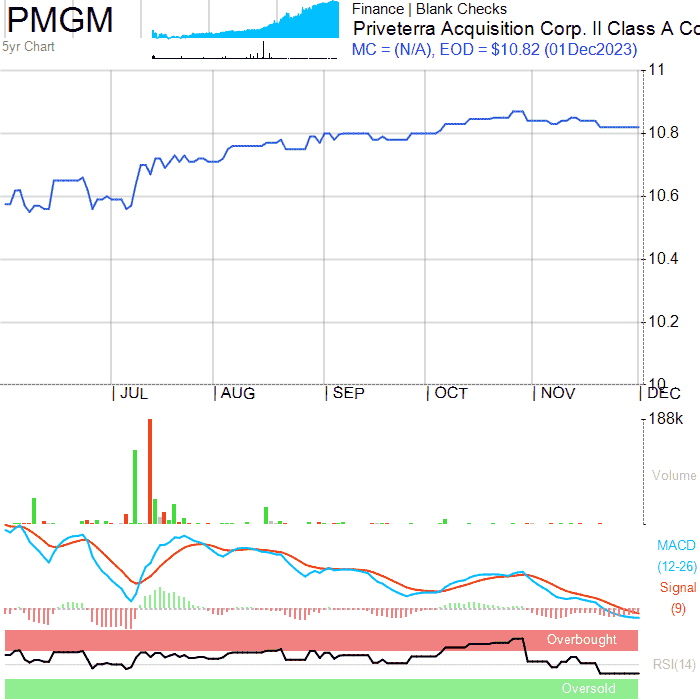 PMGM
5yr Chart
Finance | Blank Checks
Priveterra Acquisition Corp. II Class A Co
MC = (N/A), EOD = $10.82 (01Dec2023)
11
10.8
10.6
10.4
10.2
10
JUL AUG SEP OCT NOV DEC
188k
Volume
MACD
(12-26)
Signal
(9)
Overbought
RSI(14)
Oversold